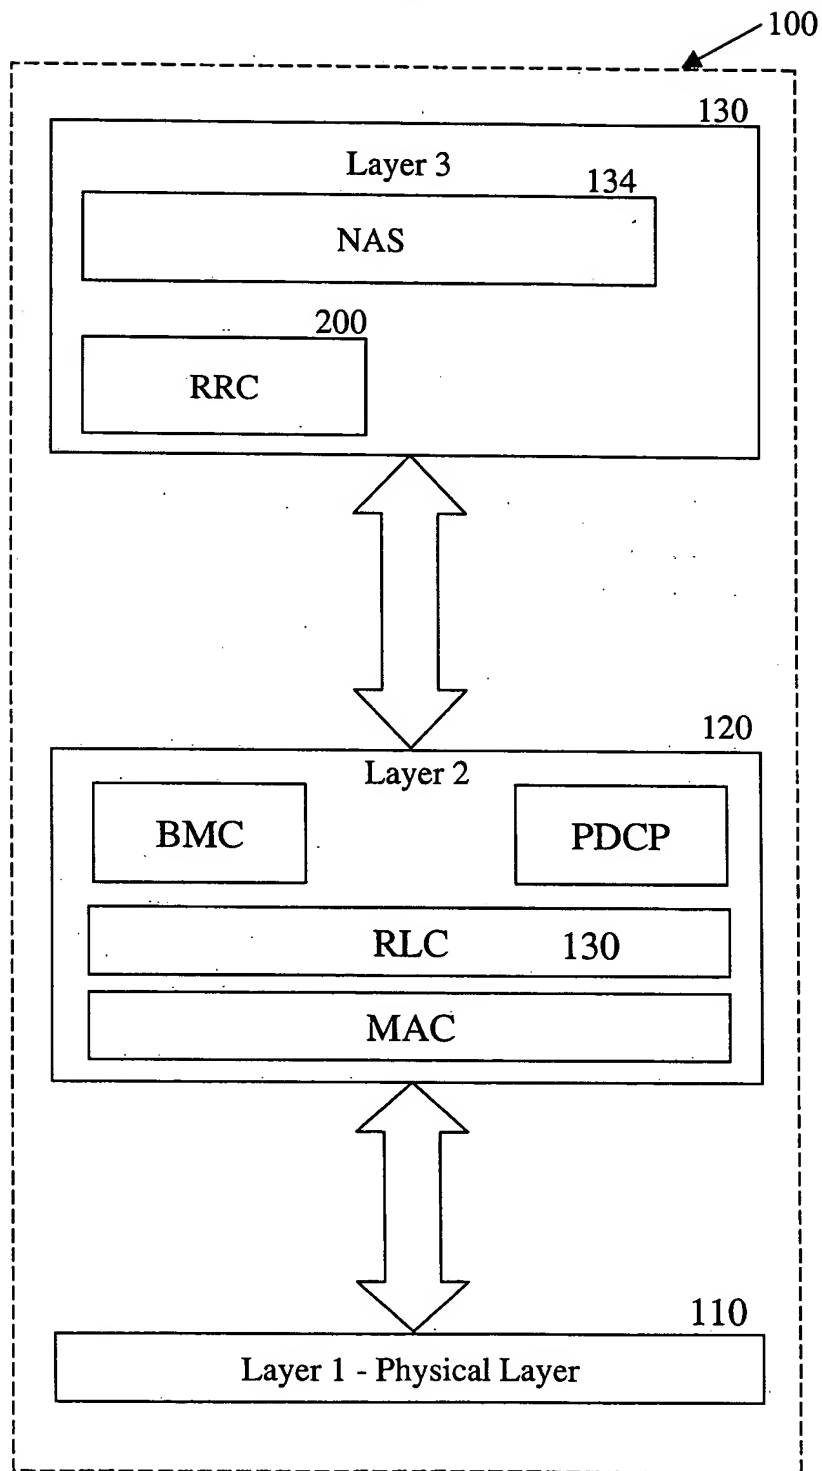 100
130
Layer 3
134
NAS
200
RRC
120
Layer 2
BMC
PDCP
RLC 130
MAC
110
Layer 1 - Physical Layer